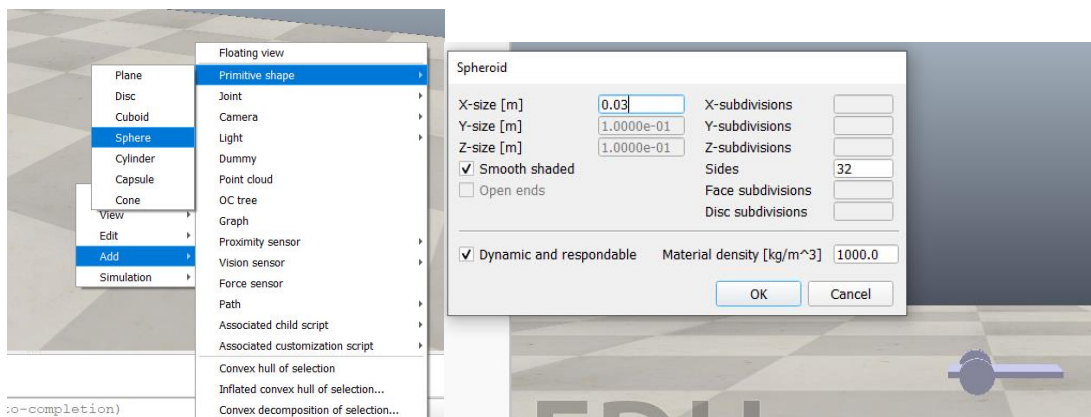 Floating view
Primitive shape
Joint
Camera
Light
Dummy
Point cloud
OC tree
Graph
Proximity sensor
Vision sensor
Force sensor
Path
Associated child script
Associated customization script
Convex hull of selection
Inflated convex hull of selection...
Convex decomposition of selection...
Plane
Disc
Cuboid
Sphere
Cylinder
Capsule
Cone
View
Edit
Add
Simulation
:o-completion)
Spheroid
X-size [m] 0.03 X-subdivisions
Y-size [m] 1.0000e-01 Y-subdivisions
Z-size [m] 1.0000e-01 Z-subdivisions
Smooth shaded Sides 32
Open ends Face subdivisions
Disc subdivisions
Dynamic and respondable Material density [kg/m^3] 1000.0
OK Cancel
EDU